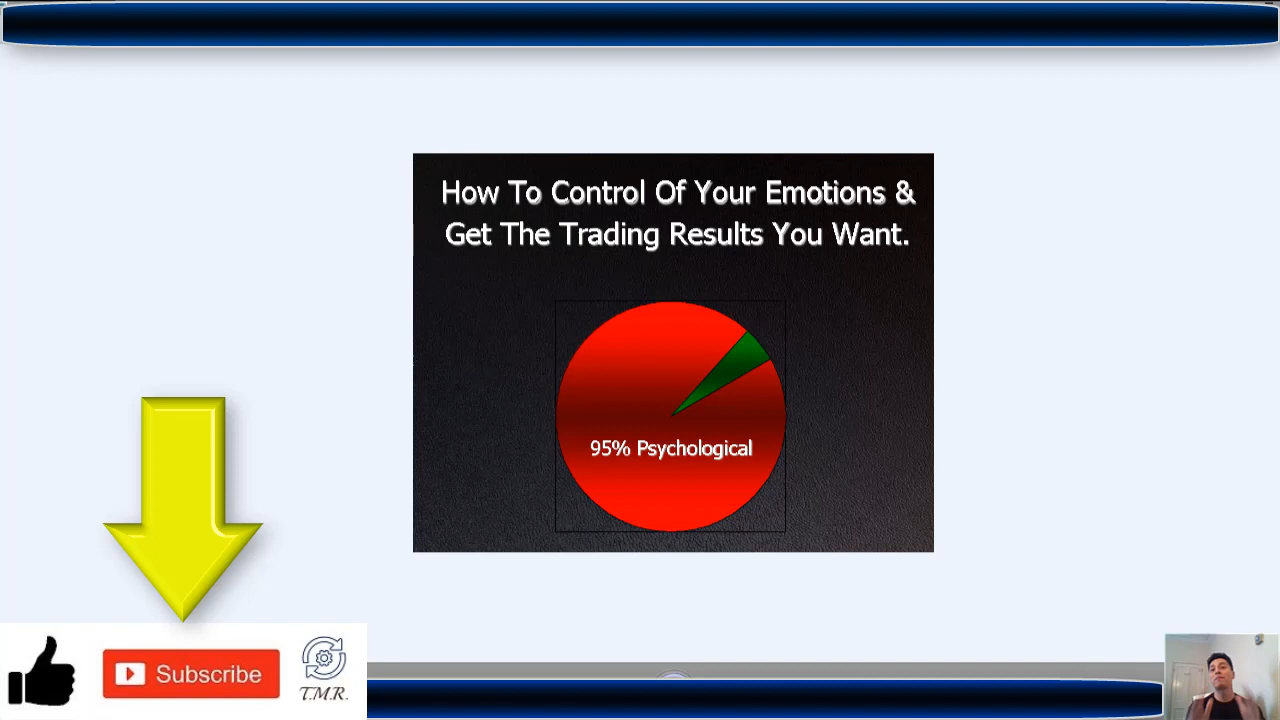 How To Control Of Your Emotions &
Get The Trading Results You Want.
95% Psychological
Subscribe
T.M.R.